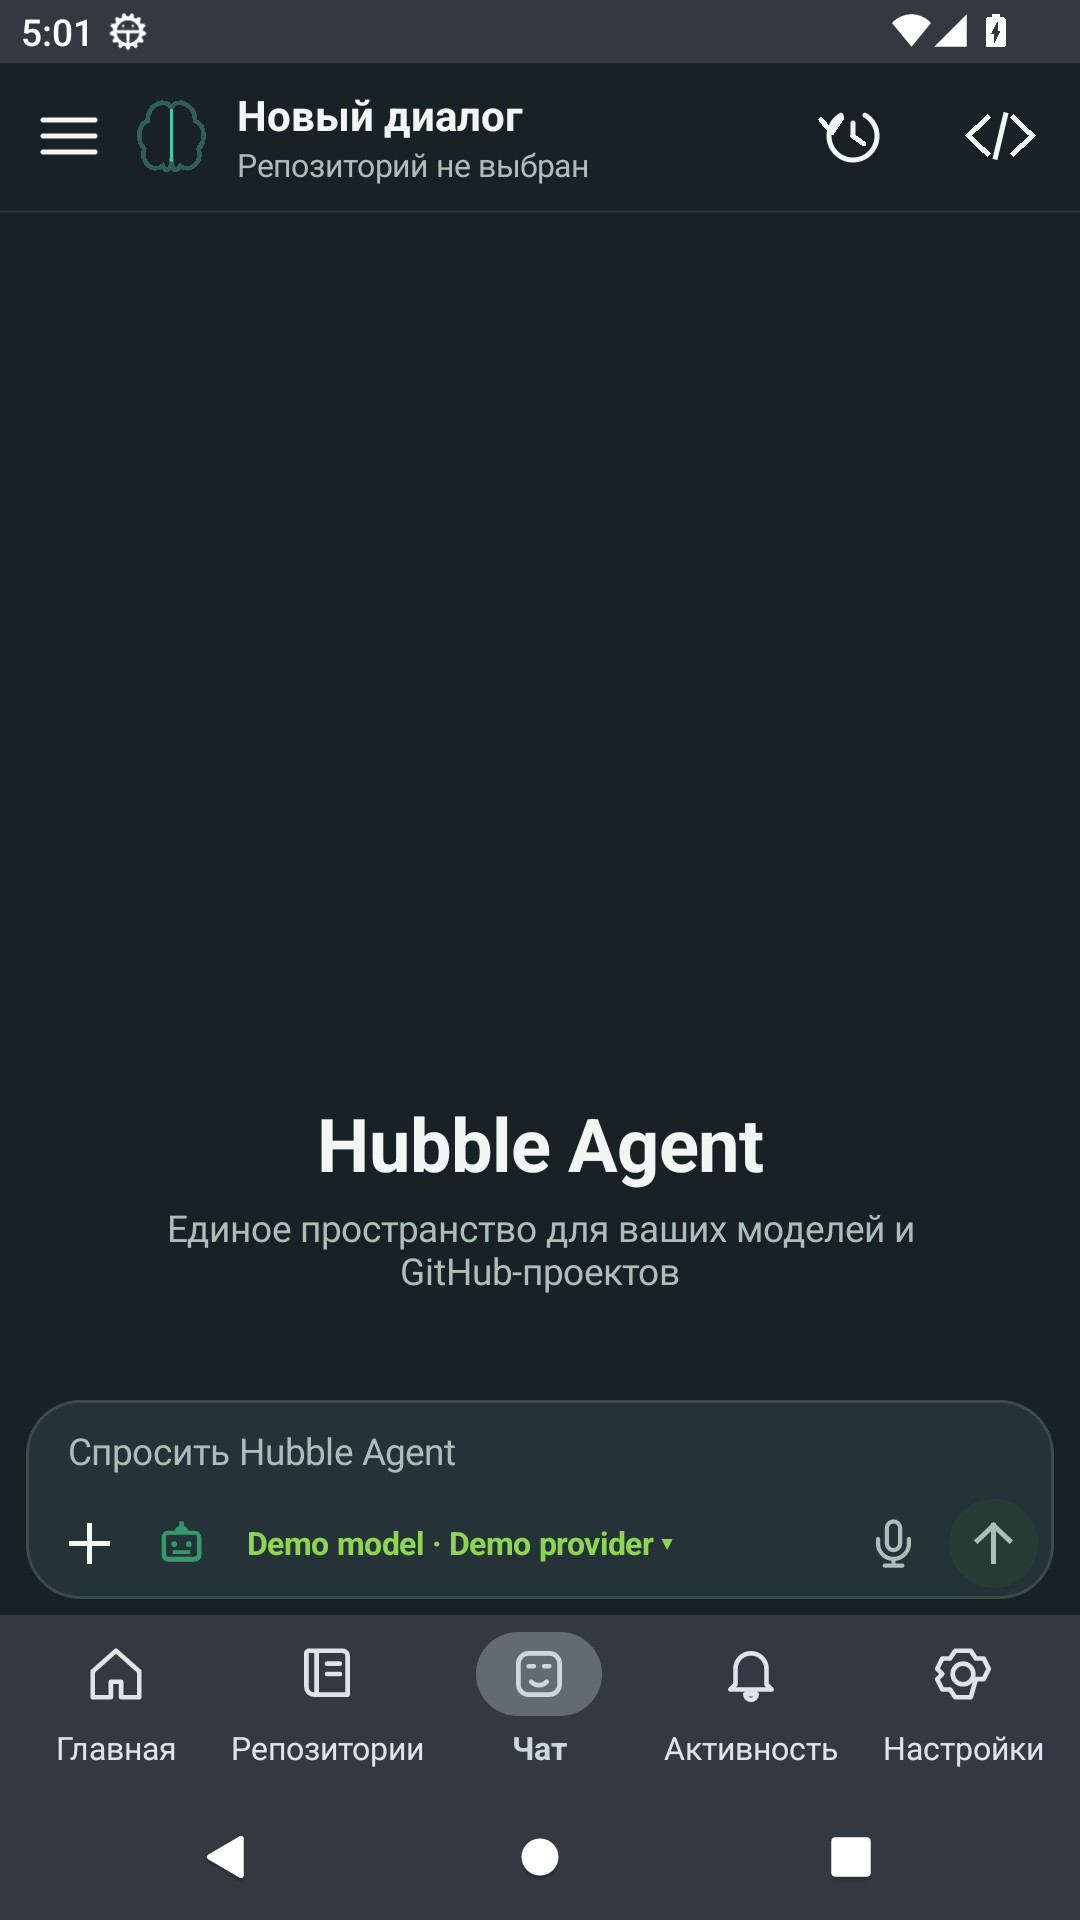 5:01
Новый диалог
Репозиторий не выбран
Hubble Agent
Единое пространство для ваших моделей и
GitHub-проектов
Спросить Hubble Agent
Demo model · Demo provider ▾
Главная
Репозитории
Чат
Активность
Настройки